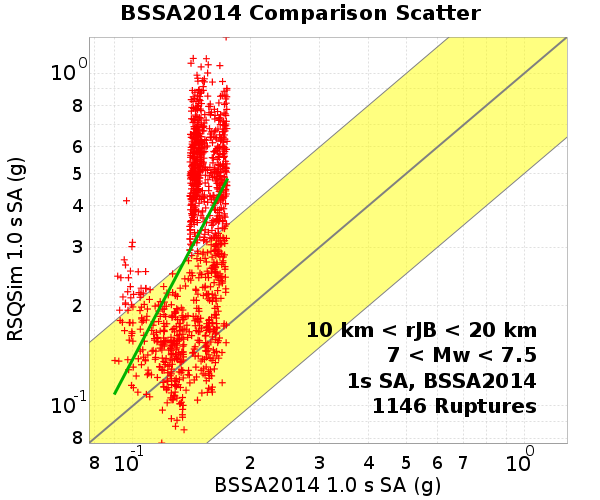 BSSA2014 Comparison Scatter
10⁰
8
6
5
4
3
2
10⁻¹
8
RSQSim 1.0 s SA (g)
10 km < rJB < 20 km
7 < Mw < 7.5
1s SA, BSSA2014
1146 Ruptures
8 10⁻¹ 2 3 4 5 6 7 10⁰
BSSA2014 1.0 s SA (g)